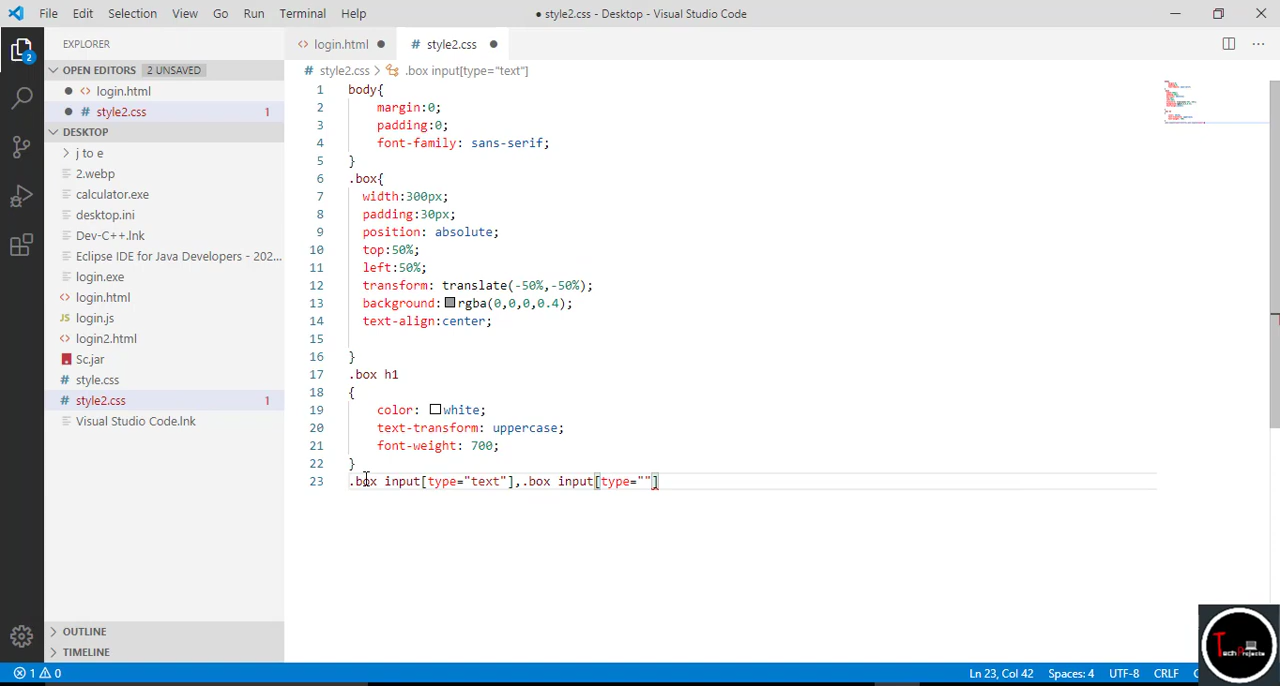 File Edit Selection View Go Run Terminal Help
● style2.css - Desktop - Visual Studio Code
EXPLORER
OPEN EDITORS 2 UNSAVED
login.html
style2.css 1
DESKTOP
j to e
2.webp
calculator.exe
desktop.ini
Dev-C++.lnk
Eclipse IDE for Java Developers - 202...
login.exe
login.html
JS login.js
login2.html
Sc.jar
# style.css
# style2.css 1
Visual Studio Code.lnk
OUTLINE
TIMELINE
login.html ● # style2.css ●
# style2.css > .box input[type="text"]
1 body{
2 margin:0;
3 padding:0;
4 font-family: sans-serif;
5 }
6 .box{
7 width:300px;
8 padding:30px;
9 position: absolute;
10 top:50%;
11 left:50%;
12 transform: translate(-50%,-50%);
13 background: rgba(0,0,0,0.4);
14 text-align:center;
15
16 }
17 .box h1
18 {
19 color: white;
20 text-transform: uppercase;
21 font-weight: 700;
22 }
23 .box input[type="text"],.box input[type=""]
Tech Projects
2
1 0
Ln 23, Col 42 Spaces: 4 UTF-8 CRLF